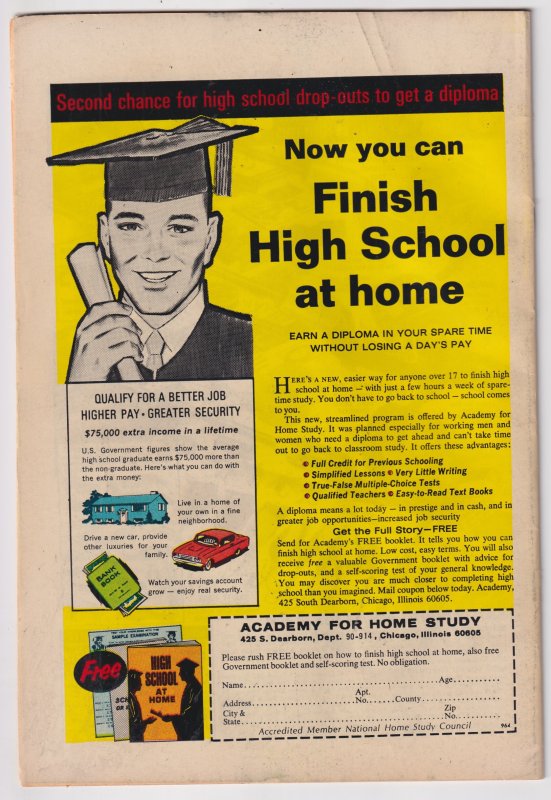 Second chance for high school drop-outs to get a diploma
Now you can
Finish
High School
at home
EARN A DIPLOMA IN YOUR SPARE TIME
WITHOUT LOSING A DAY'S PAY
HERE'S A NEW, easier way for anyone over 17 to finish high
school at home — with just a few hours a week of spare-
time study. You don't have to go back to school — school comes
to you.
This new, streamlined program is offered by Academy for
Home Study. It was planned especially for working men and
women who need a diploma to get ahead and can't take time
out to go back to classroom study. It offers these advantages:
• Full Credit for Previous Schooling
• Simplified Lessons • Very Little Writing
• True-False Multiple-Choice Tests
• Qualified Teachers • Easy-to-Read Text Books
A diploma means a lot today – in prestige and in cash, and in
greater job opportunities–increased job security
Get the Full Story–FREE
Send for Academy's FREE booklet. It tells you how you can
finish high school at home. Low cost, easy terms. You will also
receive free a valuable Government booklet with advice for
drop-outs, and a self-scoring test of your general knowledge.
You may discover you are much closer to completing high
school than you imagined. Mail coupon below today, Academy,
425 South Dearborn, Chicago, Illinois 60605.
QUALIFY FOR A BETTER JOB
HIGHER PAY • GREATER SECURITY
$75,000 extra income in a lifetime
U.S. Government figures show the average
high school graduate earns $75,000 more than
the non-graduate. Here's what you can do with
the extra money:
Live in a home of
your own in a fine
neighborhood.
Drive a new car, provide
other luxuries for your
family.
BANK
BOOK
Watch your savings account
grow — enjoy real security.
Free
SAMPLE EXAMINATION
HIGH
SCHOOL
AT
HOME
ACADEMY FOR HOME STUDY
425 S. Dearborn, Dept. 90-914, Chicago, Illinois 60605
Please rush FREE booklet on how to finish high school at home, also free
Government booklet and self-scoring test. No obligation.
Name Age
Apt.
Address No. County
City & Zip
State No.
Accredited Member National Home Study Council 964